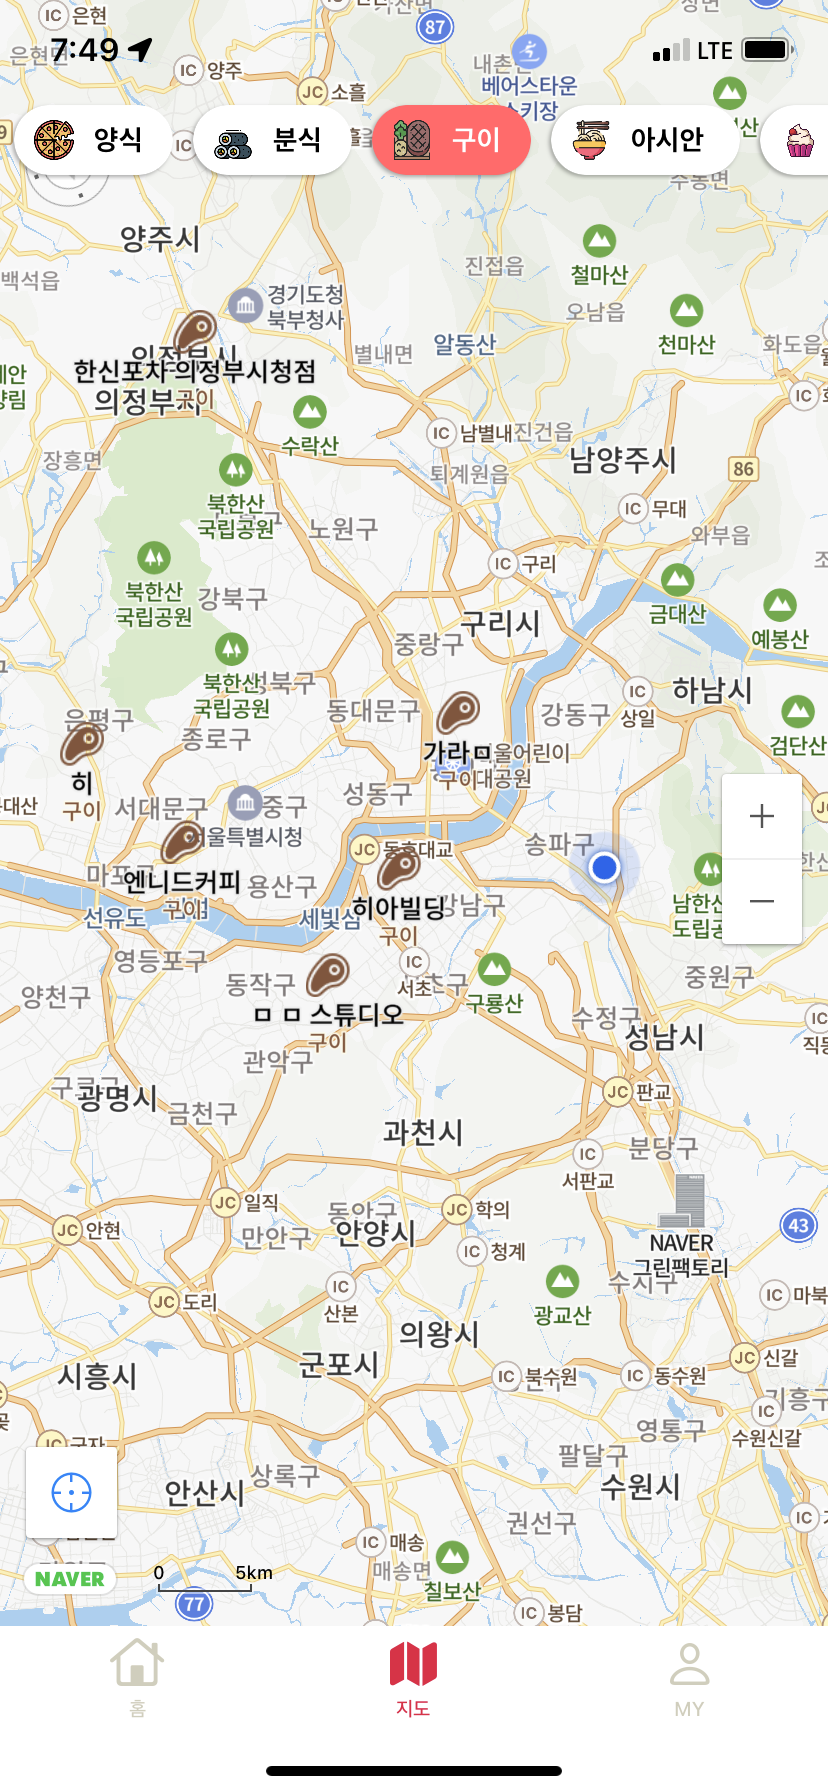 은현
87
7:49
LTE
양주
소흘
내촌면
베어스타운
스키장
양식
분식
구이
아시안
양주시
백석읍
경기도청
북부청사
진접읍
철마산
오남읍
알동산
별내면
천마산
화도읍
의정부시
한신포차 의정부시청점
구이
의정부시
수락산
남별내
진건읍
장흥면
퇴계원읍
남양주시
86
북한산
국립공원
노원구
무대
와부읍
구리
북한산
국립공원
강북구
금대산
예봉산
구리시
중랑구
북한산
국립공원
성북구
동대문구
강동구
상일
하남시
은평구
종로구
가라ㅁ
구이
검단산
히
구이
서대문구
중구
서울특별시청
성동구
동호대교
송파구
마포구
엔니드커피
구이
용산구
선유도
세빛섬
히아빌딩
구이
강남구
영등포구
동작구
서초
구룡산
중원구
양천구
ㅁ ㅁ 스튜디오
구이
수정구
성남시
관악구
구로구
광명시
금천구
판교
과천시
분당구
서판교
일직
안현
동안구
만안구
안양시
학의
청계
43
NAVER
그린팩토리
수지구
도리
산본
광교산
마북
의왕시
시흥시
군포시
북수원
동수원
신갈
기흥구
수원신갈
영통구
팔달구
안산시
상록구
수원시
권선구
매송
매송면
칠보산
봉담
NAVER
0 5km
77
홈
지도
MY